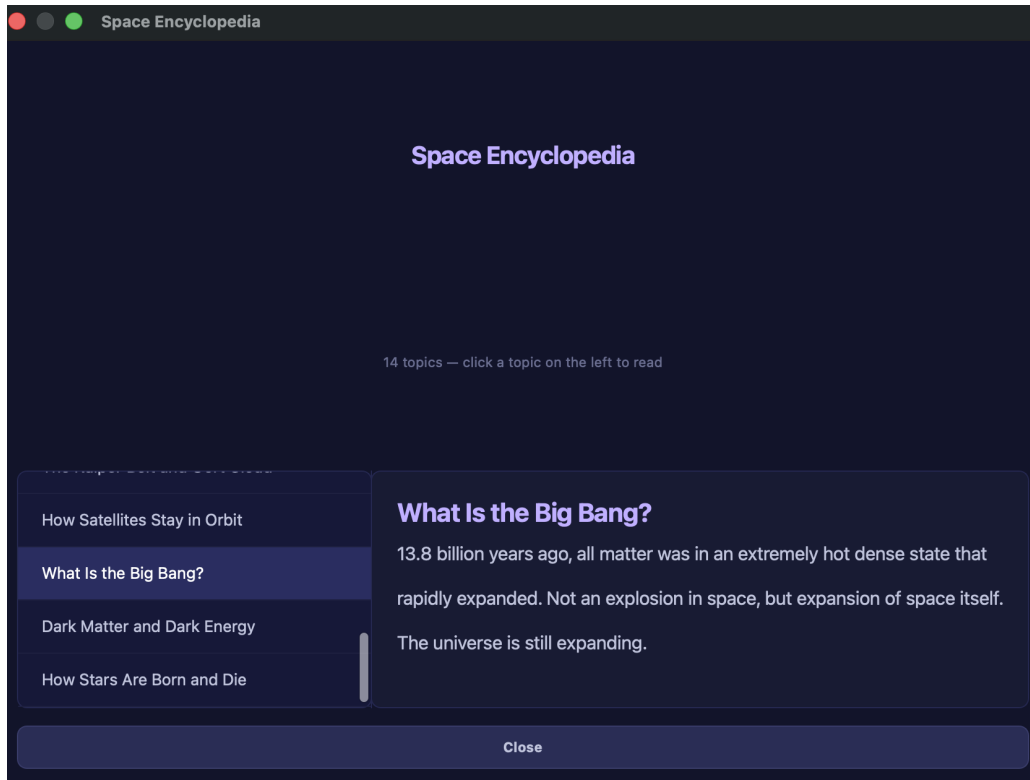 Space Encyclopedia
Space Encyclopedia
14 topics — click a topic on the left to read
How Satellites Stay in Orbit
What Is the Big Bang?
Dark Matter and Dark Energy
How Stars Are Born and Die
What Is the Big Bang?
13.8 billion years ago, all matter was in an extremely hot dense state that
rapidly expanded. Not an explosion in space, but expansion of space itself.
The universe is still expanding.
Close